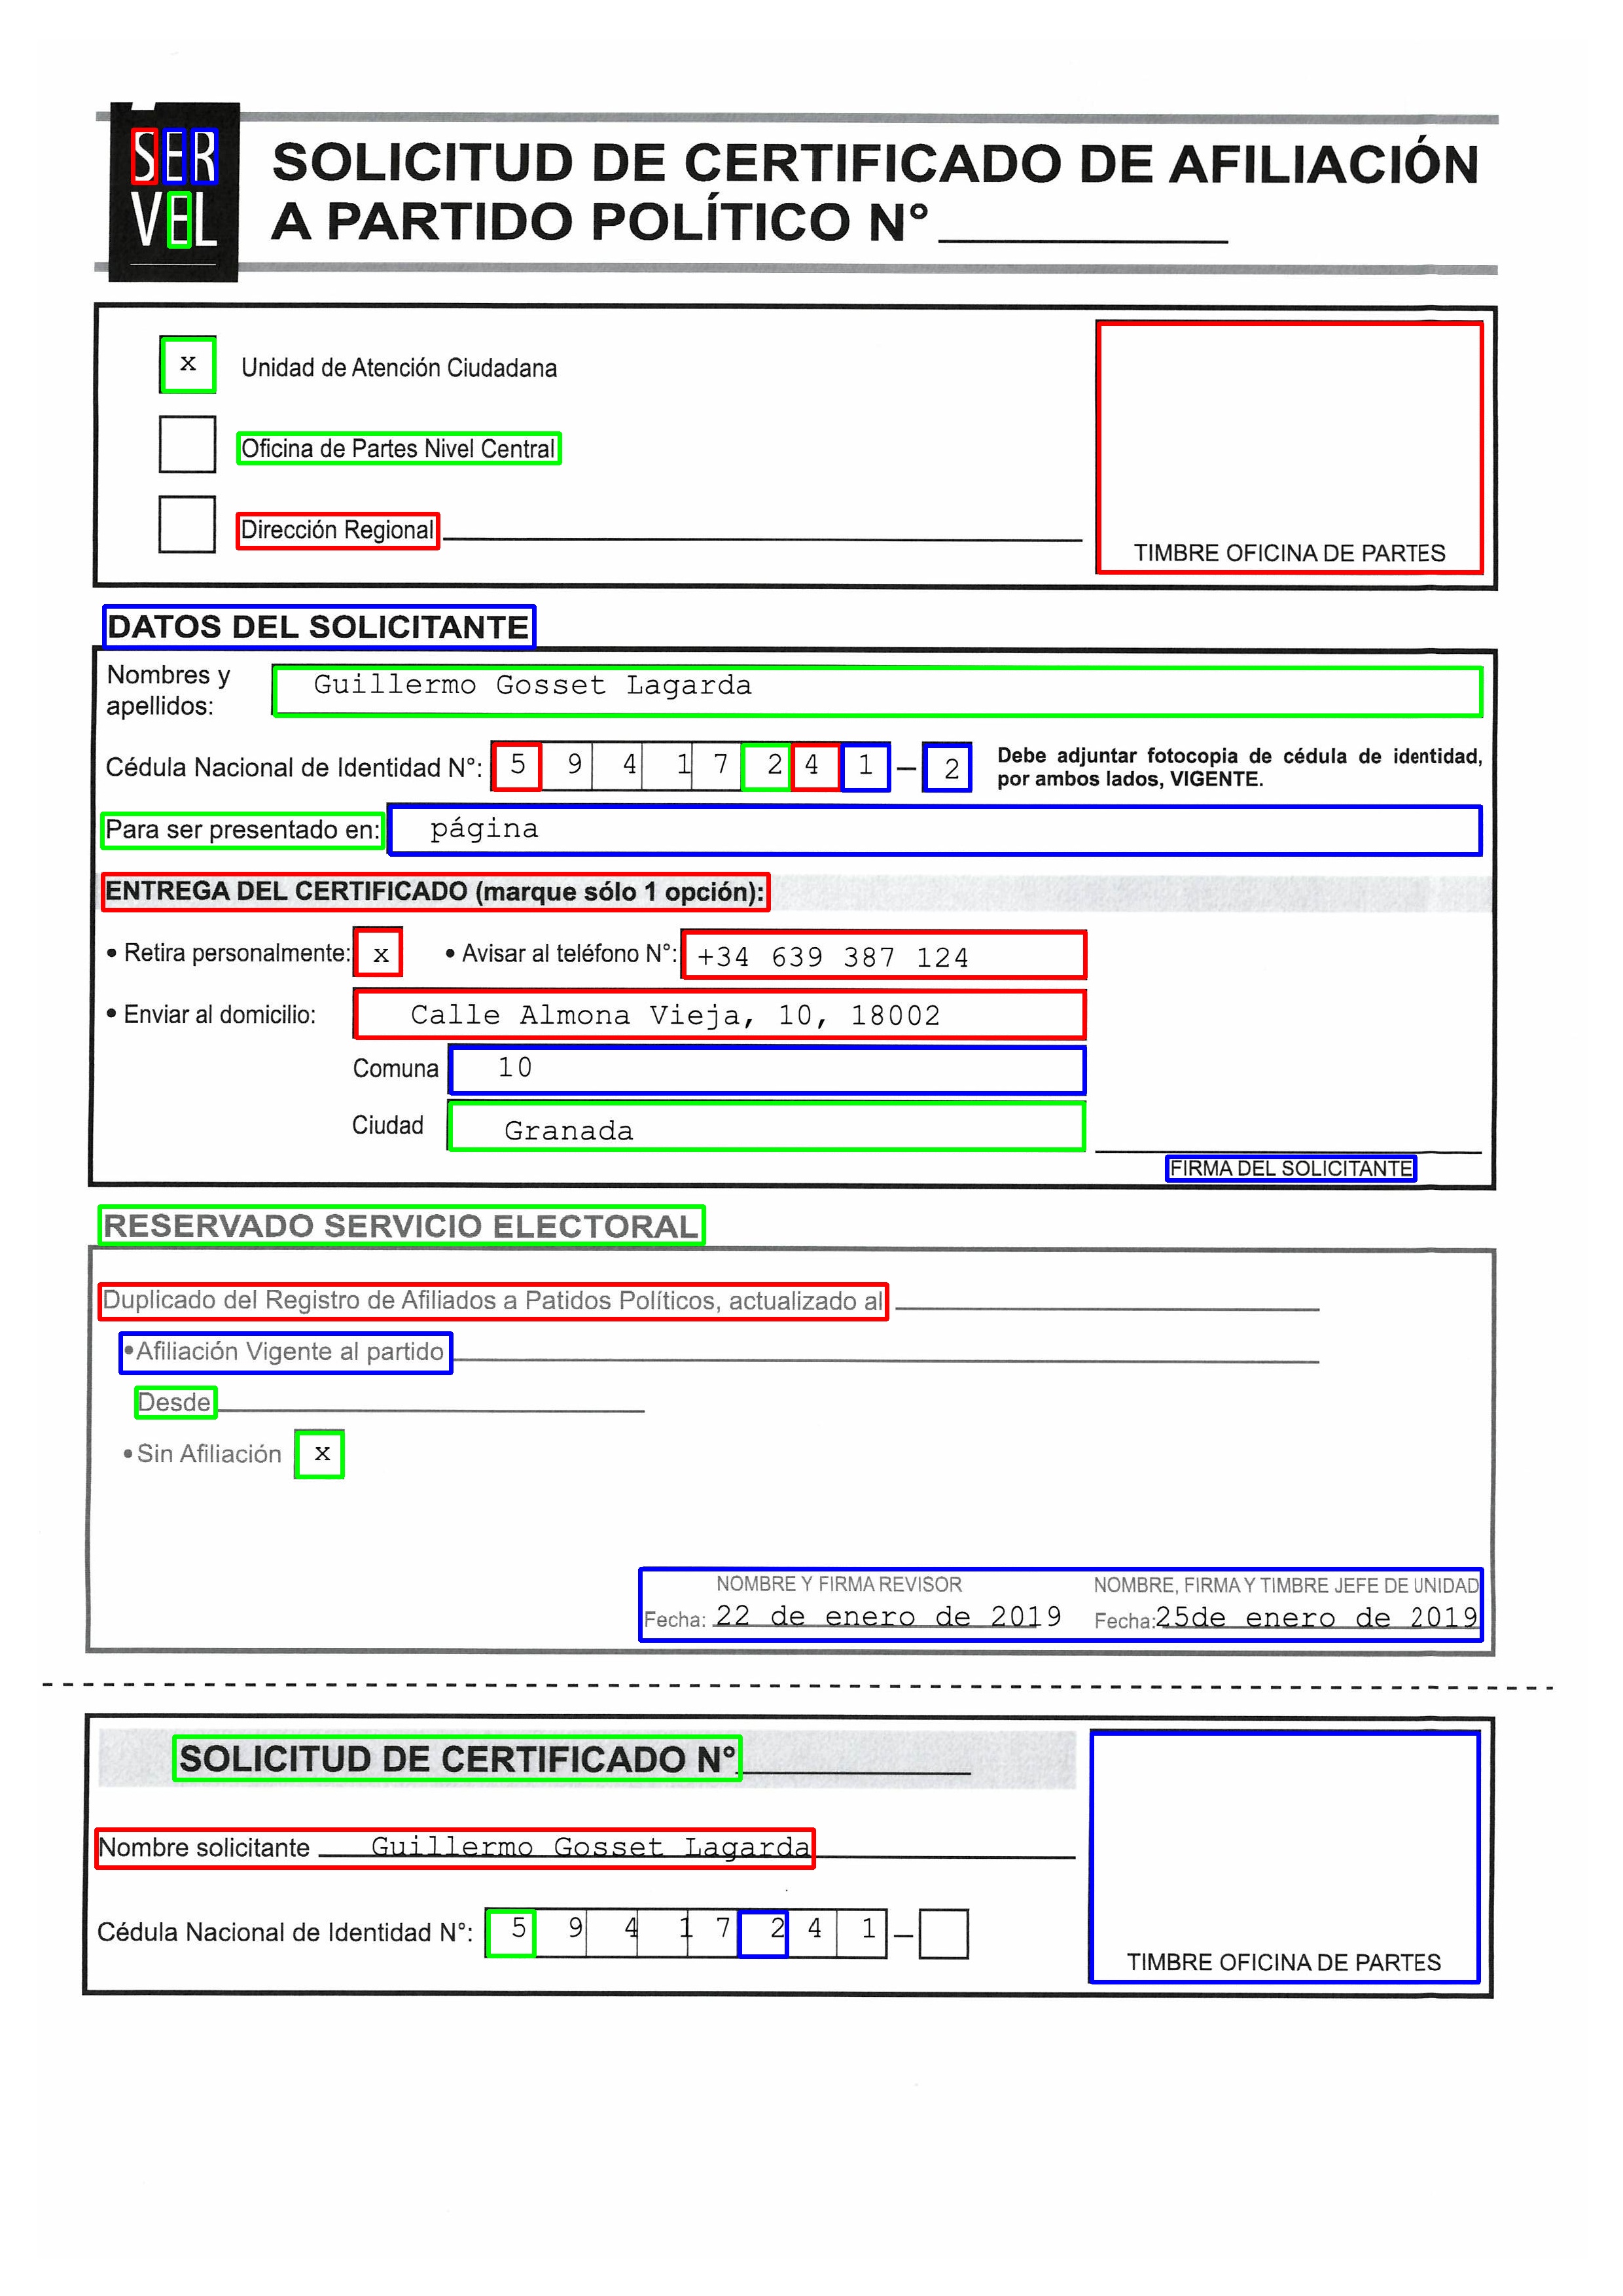 SER
VEL
SOLICITUD DE CERTIFICADO DE AFILIACIÓN
A PARTIDO POLÍTICO N° ____________
x Unidad de Atención Ciudadana
Oficina de Partes Nivel Central
Dirección Regional
TIMBRE OFICINA DE PARTES
DATOS DEL SOLICITANTE
Nombres y
apellidos: Guillermo Gosset Lagarda
Cédula Nacional de Identidad N°: 5 9 4 1 7 2 4 1 – 2
Debe adjuntar fotocopia de cédula de identidad,
por ambos lados, VIGENTE.
Para ser presentado en: página
ENTREGA DEL CERTIFICADO (marque sólo 1 opción):
• Retira personalmente: x • Avisar al teléfono N°: +34 639 387 124
• Enviar al domicilio: Calle Almona Vieja, 10, 18002
Comuna 10
Ciudad Granada
FIRMA DEL SOLICITANTE
RESERVADO SERVICIO ELECTORAL
Duplicado del Registro de Afiliados a Patidos Políticos, actualizado al
•Afiliación Vigente al partido
Desde
•Sin Afiliación x
NOMBRE Y FIRMA REVISOR NOMBRE, FIRMA Y TIMBRE JEFE DE UNIDAD
Fecha: 22 de enero de 2019 Fecha:25de enero de 2019
SOLICITUD DE CERTIFICADO N°
Nombre solicitante Guillermo Gosset Lagarda
Cédula Nacional de Identidad N°: 5 9 4 1 7 2 4 1 –
TIMBRE OFICINA DE PARTES